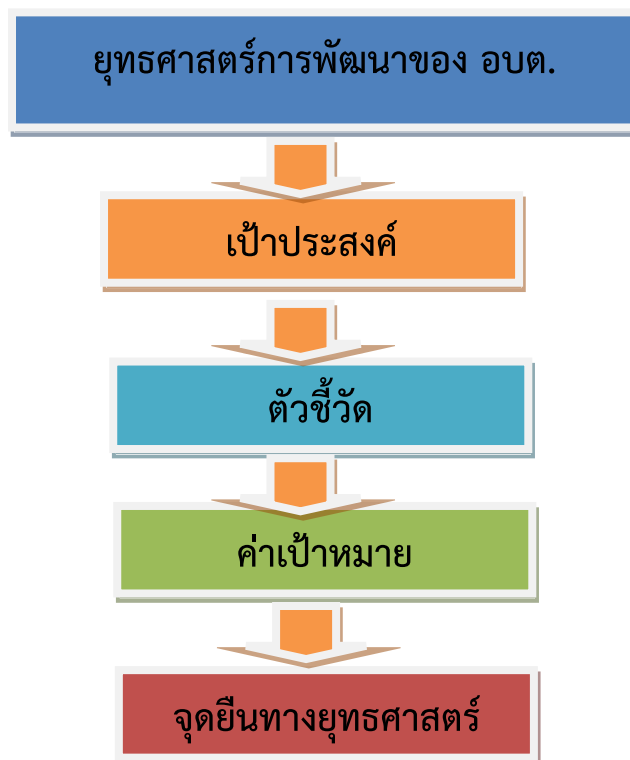 ยุทธศาสตร์การพัฒนาของ อบต.
เป้าประสงค์
ตัวชี้วัด
ค่าเป้าหมาย
จุดยืนทางยุทธศาสตร์